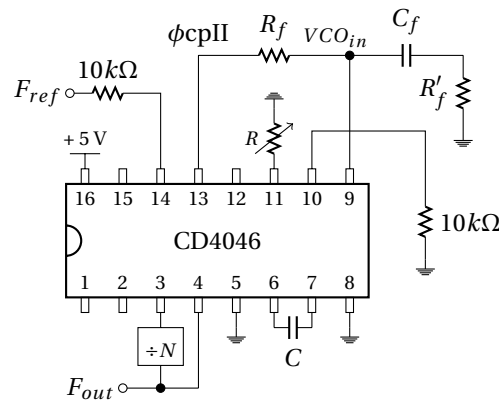 ϕcpII
R_f
VCO_in
C_f
F_ref
10kΩ
R'_f
R
+5V
16 15 14 13 12 11 10 9
10kΩ
CD4046
1 2 3 4 5 6 7 8
÷N
C
F_out